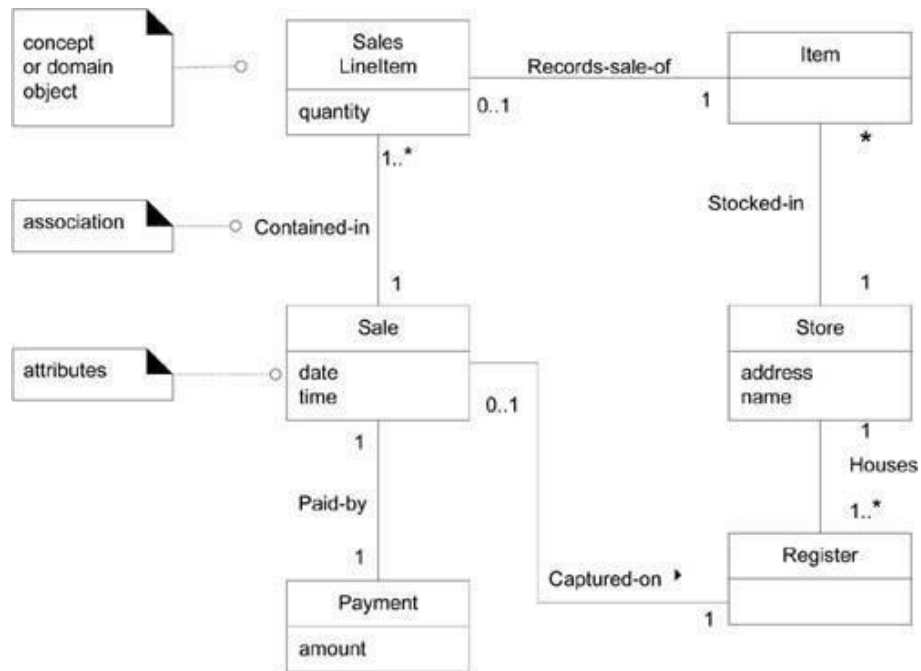 concept
or domain
object
Sales
LineItem
quantity
Records-sale-of
0..1
1
Item
1..*
*
association
Contained-in
Stocked-in
1
1
attributes
Sale
date
time
0..1
Store
address
name
1
1
Houses
Paid-by
1..*
1
Captured-on
1
Register
Payment
amount